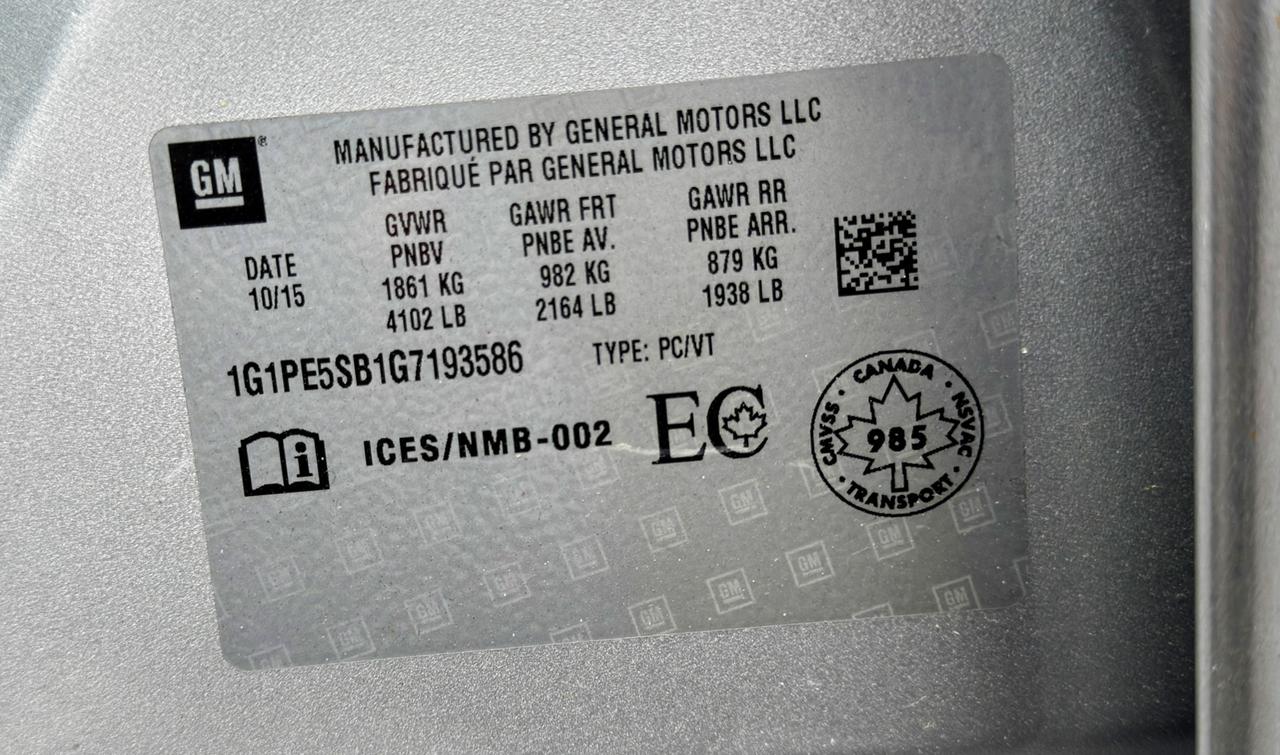 GM
MANUFACTURED BY GENERAL MOTORS LLC
FABRIQUÉ PAR GENERAL MOTORS LLC
DATE
10/15
GVWR
PNBV
1861 KG
4102 LB
GAWR FRT
PNBE AV.
982 KG
2164 LB
GAWR RR
PNBE ARR.
879 KG
1938 LB
1G1PE5SB1G7193586 TYPE: PC/VT
ICES/NMB-002 EC
CANADA
CMVSS 985 NSVAC
TRANSPORT